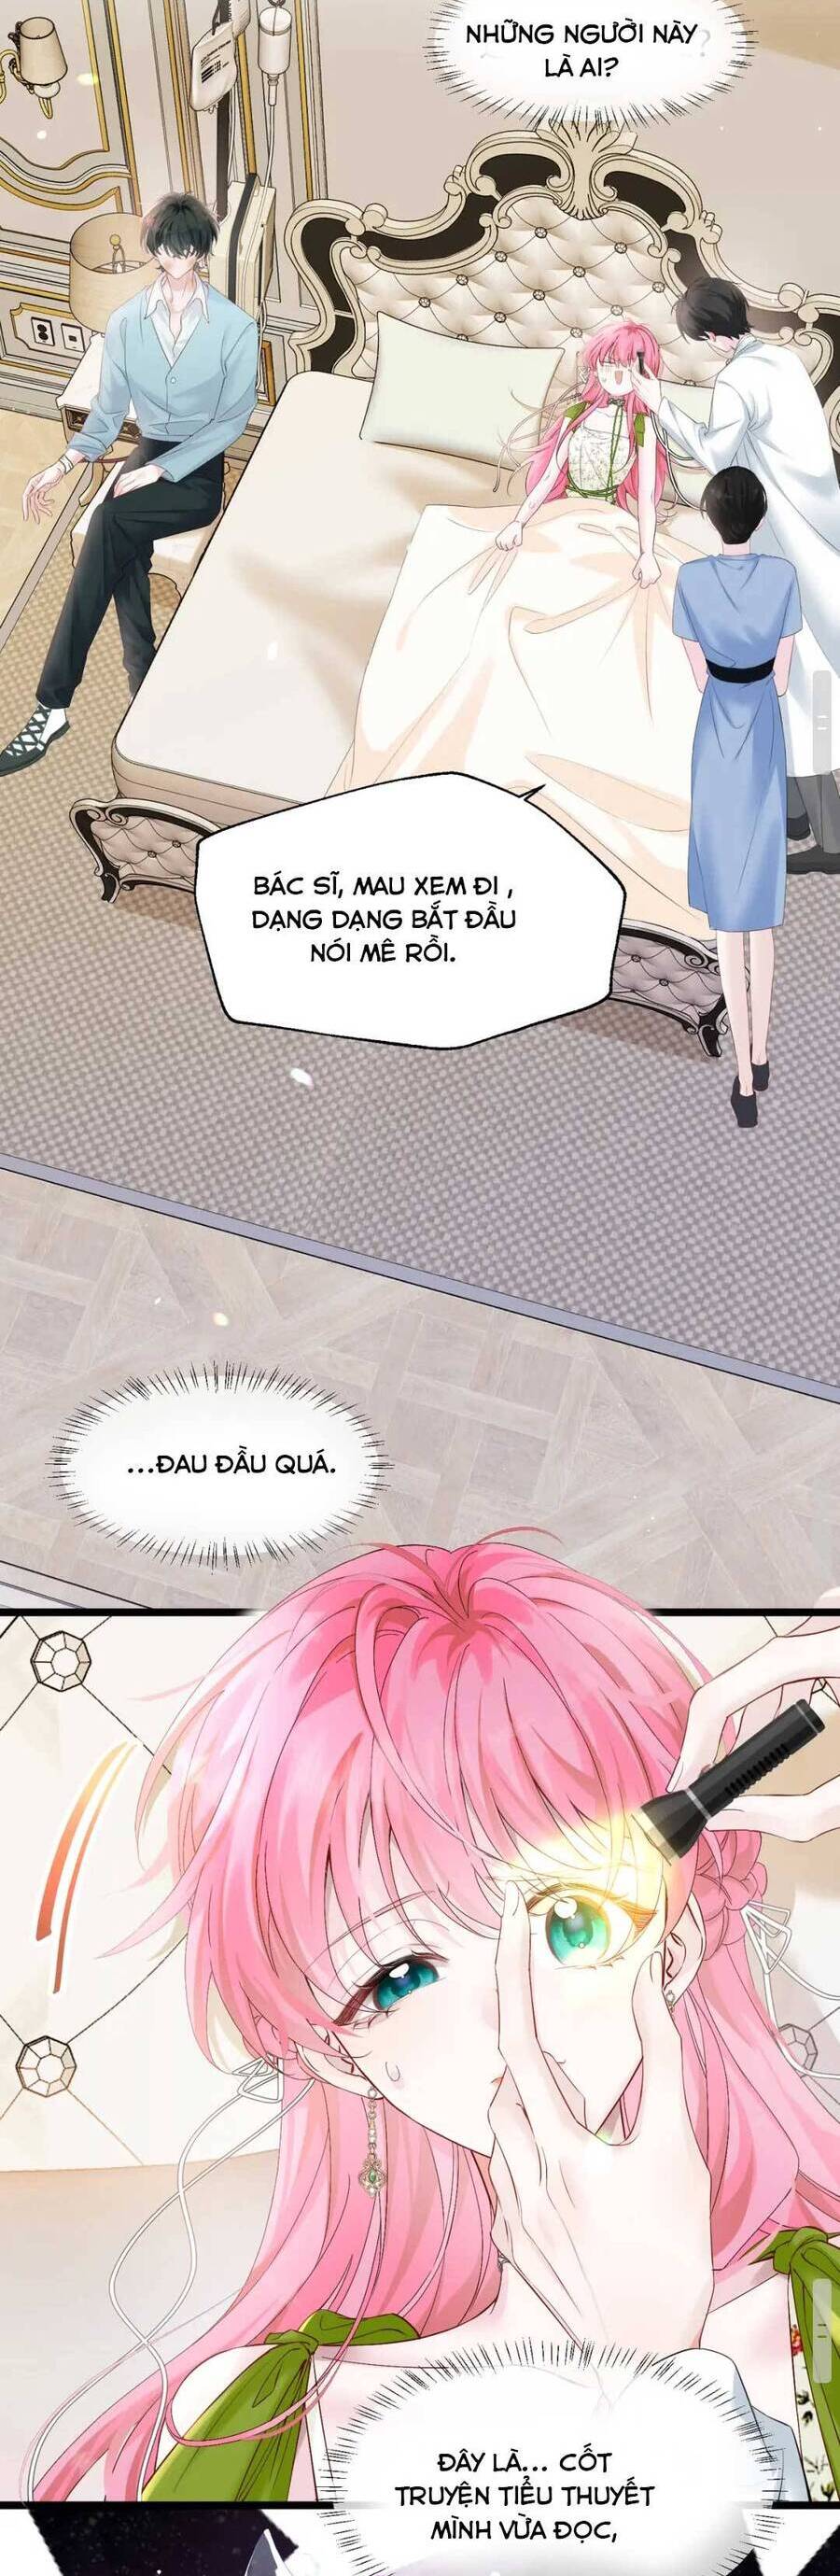 NHỮNG NGƯỜI NÀY
LÀ AI?
BÁC SĨ, MAU XEM ĐI ,
DẠNG DẠNG BẮT ĐẦU
NÓI MÊ RỒI.
...ĐAU ĐẦU QUÁ.
ĐÂY LÀ... CỐT
TRUYỆN TIỂU THUYẾT
MÌNH VỪA ĐỌC,